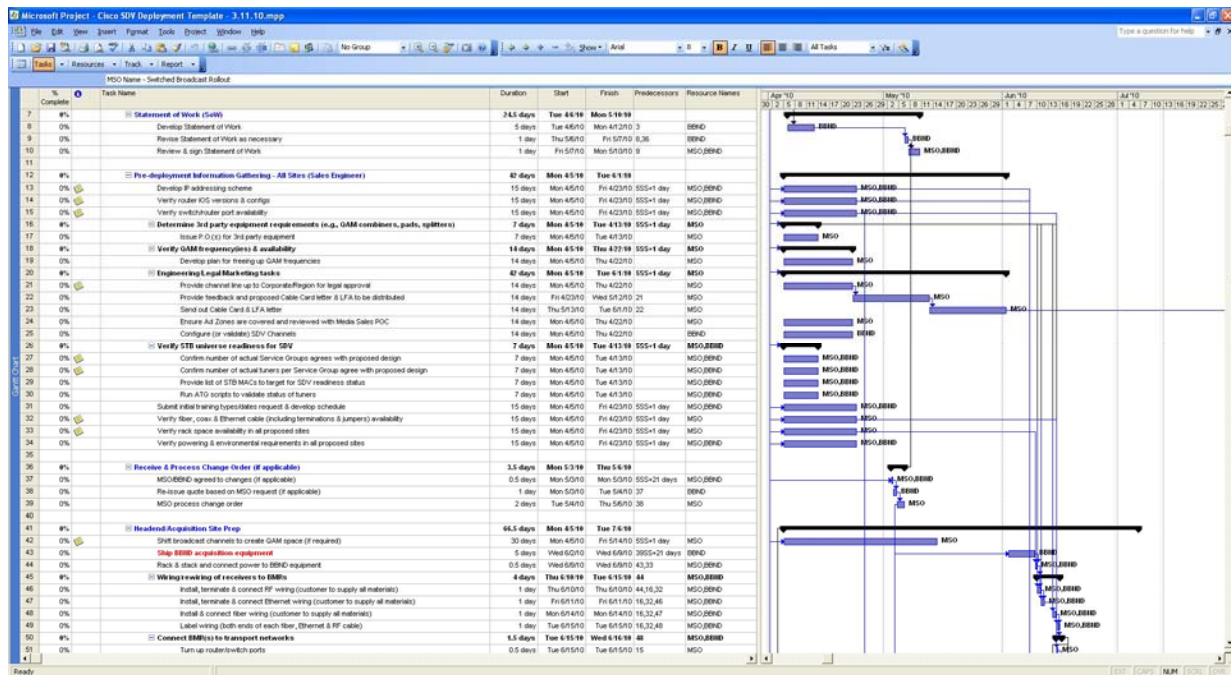 Microsoft Project - Cisco SDV Deployment Template - 3.11.10.mpp
File Edit View Insert Format Tools Project Window Help Type a question for help
No Group Show Arial 8 B I U All Tasks
Tasks Resources Track Report
MSO Name - Switched Broadcast Rollout
% Complete Task Name Duration Start Finish Predecessors Resource Names
Apr '10 May '10 Jun '10 Jul '10
7 0% Statement of Work (SoW) 24.5 days Tue 4/6/10 Mon 5/10/10
8 0% Develop Statement of Work 5 days Tue 4/6/10 Mon 4/12/10 3 BBND
9 0% Revise Statement of Work as necessary 1 day Thu 5/6/10 Fri 5/7/10 8,36 BBND
10 0% Review & sign Statement of Work 1 day Fri 5/7/10 Mon 5/10/10 9 MSO,BBND
11
12 0% Pre-deployment Information Gathering - All Sites (Sales Engineer) 42 days Mon 4/5/10 Tue 6/1/10
13 0% Develop IP addressing scheme 15 days Mon 4/5/10 Fri 4/23/10 5SS+1 day MSO,BBND
14 0% Verify router IOS versions & configs 15 days Mon 4/5/10 Fri 4/23/10 5SS+1 day MSO,BBND
15 0% Verify switch/router port availability 15 days Mon 4/5/10 Fri 4/23/10 5SS+1 day MSO,BBND
16 0% Determine 3rd party equipment requirements (e.g., QAM combiners, pads, splitters) 7 days Mon 4/5/10 Tue 4/13/10 5SS+1 day MSO
17 0% Issue P.O.(s) for 3rd party equipment 7 days Mon 4/5/10 Tue 4/13/10 MSO
18 0% Verify QAM frequency(ies) & availability 14 days Mon 4/5/10 Thu 4/22/10 5SS+1 day MSO
19 0% Develop plan for freeing up QAM frequencies 14 days Mon 4/5/10 Thu 4/22/10 MSO
20 0% Engineering/Legal/Marketing tasks 42 days Mon 4/5/10 Tue 6/1/10 5SS+1 day MSO
21 0% Provide channel line up to Corporate/Region for legal approval 14 days Mon 4/5/10 Thu 4/22/10 MSO
22 0% Provide feedback and proposed Cable Card letter & LFA to be distributed 14 days Fri 4/23/10 Wed 5/12/10 21 MSO
23 0% Send out Cable Card & LFA letter 14 days Thu 5/13/10 Tue 6/1/10 22 MSO
24 0% Ensure Ad Zones are covered and reviewed with Media Sales POC 14 days Mon 4/5/10 Thu 4/22/10 MSO
25 0% Configure (or validate) SDV Channels 14 days Mon 4/5/10 Thu 4/22/10 BBND
26 0% Verify STB universe readiness for SDV 7 days Mon 4/5/10 Tue 4/13/10 5SS+1 day MSO,BBND
27 0% Confirm number of actual Service Groups agrees with proposed design 7 days Mon 4/5/10 Tue 4/13/10 MSO,BBND
28 0% Confirm number of actual tuners per Service Group agree with proposed design 7 days Mon 4/5/10 Tue 4/13/10 MSO,BBND
29 0% Provide list of STB MACs to target for SDV readiness status 7 days Mon 4/5/10 Tue 4/13/10 MSO,BBND
30 0% Run ATG scripts to validate status of tuners 7 days Mon 4/5/10 Tue 4/13/10 MSO,BBND
31 0% Submit initial training types/dates request & develop schedule 15 days Mon 4/5/10 Fri 4/23/10 5SS+1 day MSO,BBND
32 0% Verify fiber, coax & Ethernet cable (including terminations & jumpers) availability 15 days Mon 4/5/10 Fri 4/23/10 5SS+1 day MSO
33 0% Verify rack space availability in all proposed sites 15 days Mon 4/5/10 Fri 4/23/10 5SS+1 day MSO
34 0% Verify powering & environmental requirements in all proposed sites 15 days Mon 4/5/10 Fri 4/23/10 5SS+1 day MSO,BBND
35
36 0% Receive & Process Change Order (if applicable) 3.5 days Mon 5/3/10 Thu 5/6/10
37 0% MSO/BBND agreed to changes (if applicable) 0.5 days Mon 5/3/10 Mon 5/3/10 5SS+21 days MSO,BBND
38 0% Re-issue quote based on MSO request (if applicable) 1 day Mon 5/3/10 Tue 5/4/10 37 BBND
39 0% MSO process change order 2 days Tue 5/4/10 Thu 5/6/10 38 MSO
40
41 0% Headend/Acquisition Site Prep 66.5 days Mon 4/5/10 Tue 7/6/10
42 0% Shift broadcast channels to create QAM space (if required) 30 days Mon 4/5/10 Fri 5/14/10 5SS+1 day MSO
43 0% Ship BBND acquisition equipment 5 days Wed 6/2/10 Wed 6/9/10 39SS+21 days BBND
44 0% Rack & stack and connect power to BBND equipment 0.5 days Wed 6/9/10 Wed 6/9/10 43,33 MSO,BBND
45 0% Wiring/rewiring of receivers to BMRs 4 days Thu 6/10/10 Tue 6/15/10 44 MSO,BBND
46 0% Install, terminate & connect RF wiring (customer to supply all materials) 1 day Thu 6/10/10 Thu 6/10/10 44,16,32 MSO,BBND
47 0% Install, terminate & connect Ethernet wiring (customer to supply all materials) 1 day Fri 6/11/10 Fri 6/11/10 16,32,46 MSO,BBND
48 0% Install & connect fiber wiring (customer to supply all materials) 1 day Mon 6/14/10 Mon 6/14/10 16,32,47 MSO,BBND
49 0% Label wiring (both ends of each fiber, Ethernet & RF cable) 1 day Tue 6/15/10 Tue 6/15/10 16,32,48 MSO,BBND
50 0% Connect BMR(s) to transport networks 1.5 days Tue 6/15/10 Wed 6/16/10 48 MSO,BBND
51 0% Turn up router/switch ports 0.5 days Tue 6/15/10 Tue 6/15/10 15 MSO
Gantt Chart
Ready EXT CAPS NUM SCRL OVR